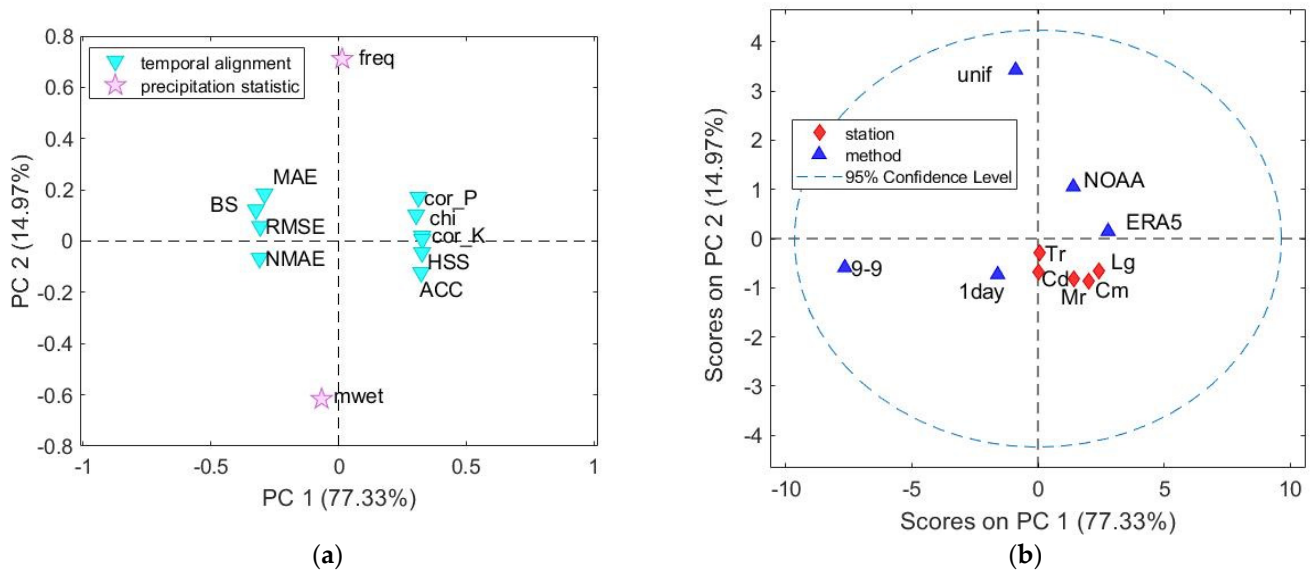 0.8
0.6
0.4
0.2
0
-0.2
-0.4
-0.6
-0.8
PC 2 (14.97%)
temporal alignment
precipitation statistic
freq
MAE
BS
RMSE
NMAE
cor_P
chi
cor_K
HSS
ACC
mwet
-1
-0.5
0
0.5
1
PC 1 (77.33%)
(a)
4
3
2
1
0
-1
-2
-3
-4
Scores on PC 2 (14.97%)
unif
station
method
95% Confidence Level
NOAA
ERA5
Tr
Lg
9-9
1day
Cd
Mr
Cm
-10
-5
0
5
10
Scores on PC 1 (77.33%)
(b)